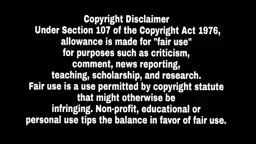 Copyright Disclaimer
Under Section 107 of the Copyright Act 1976,
allowance is made for "fair use"
for purposes such as criticism,
comment, news reporting,
teaching, scholarship, and research.
Fair use is a use permitted by copyright statute
that might otherwise be
infringing. Non-profit, educational or
personal use tips the balance in favor of fair use.